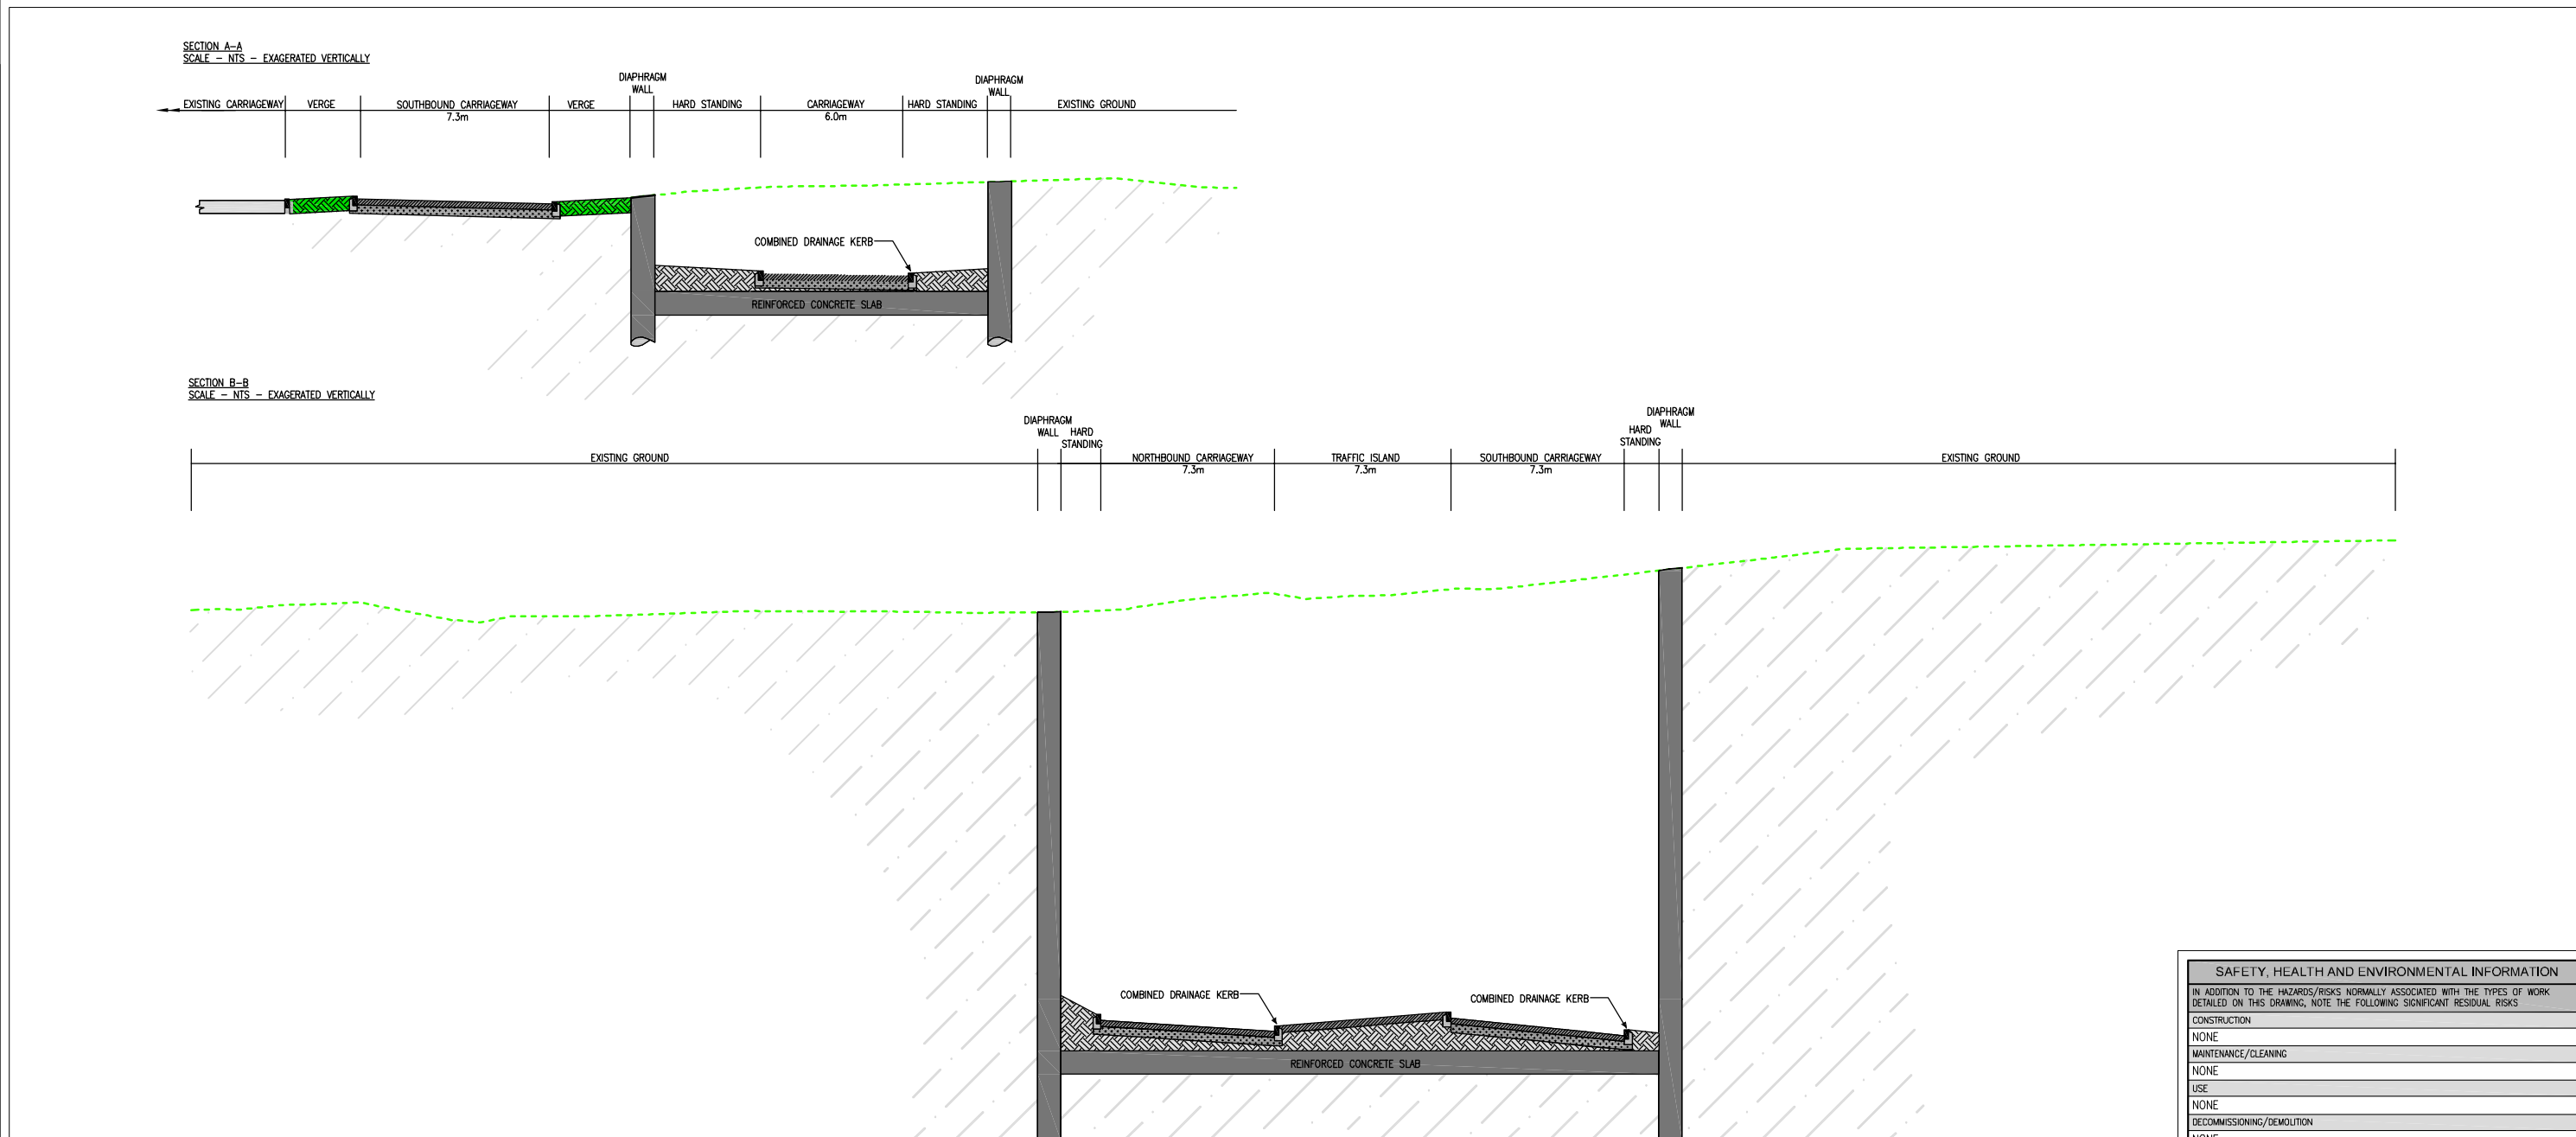 SECTION A-A
SCALE - NTS - EXAGERATED VERTICALLY
DIAPHRAGM
WALL
DIAPHRAGM
WALL
EXISTING CARRIAGEWAY
VERGE
SOUTHBOUND CARRIAGEWAY
7.3m
VERGE
HARD STANDING
CARRIAGEWAY
6.0m
HARD STANDING
EXISTING GROUND
COMBINED DRAINAGE KERB
REINFORCED CONCRETE SLAB
SECTION B-B
SCALE - NTS - EXAGERATED VERTICALLY
DIAPHRAGM
WALL
HARD
STANDING
DIAPHRAGM
WALL
HARD
STANDING
EXISTING GROUND
NORTHBOUND CARRIAGEWAY
7.3m
TRAFFIC ISLAND
7.3m
SOUTHBOUND CARRIAGEWAY
7.3m
EXISTING GROUND
COMBINED DRAINAGE KERB
COMBINED DRAINAGE KERB
REINFORCED CONCRETE SLAB
SAFETY, HEALTH AND ENVIRONMENTAL INFORMATION
IN ADDITION TO THE HAZARDS/RISKS NORMALLY ASSOCIATED WITH THE TYPES OF WORK
DETAILED ON THIS DRAWING, NOTE THE FOLLOWING SIGNIFICANT RESIDUAL RISKS
CONSTRUCTION
NONE
MAINTENANCE/CLEANING
NONE
USE
NONE
DECOMMISSIONING/DEMOLITION
NONE